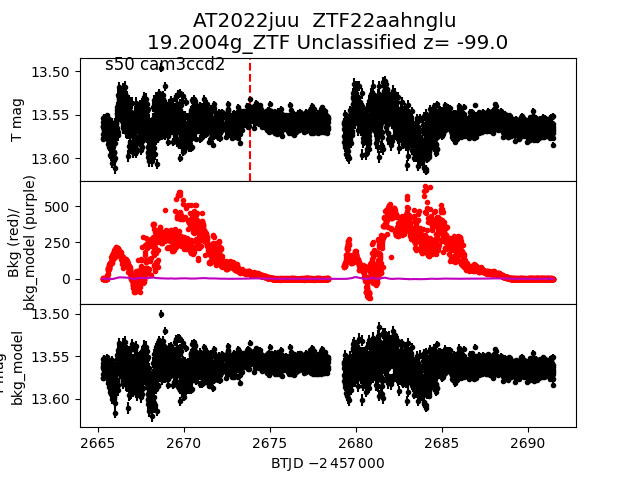 AT2022juu  ZTF22aahnglu
19.2004g_ZTF Unclassified z= -99.0
s50 cam3ccd2
13.50
13.55
13.60
T mag
500
250
0
Bkg (red)/
bkg_model (purple)
13.50
13.55
13.60
mag
bkg_model
2665
2670
2675
2680
2685
2690
BTJD −2 457 000